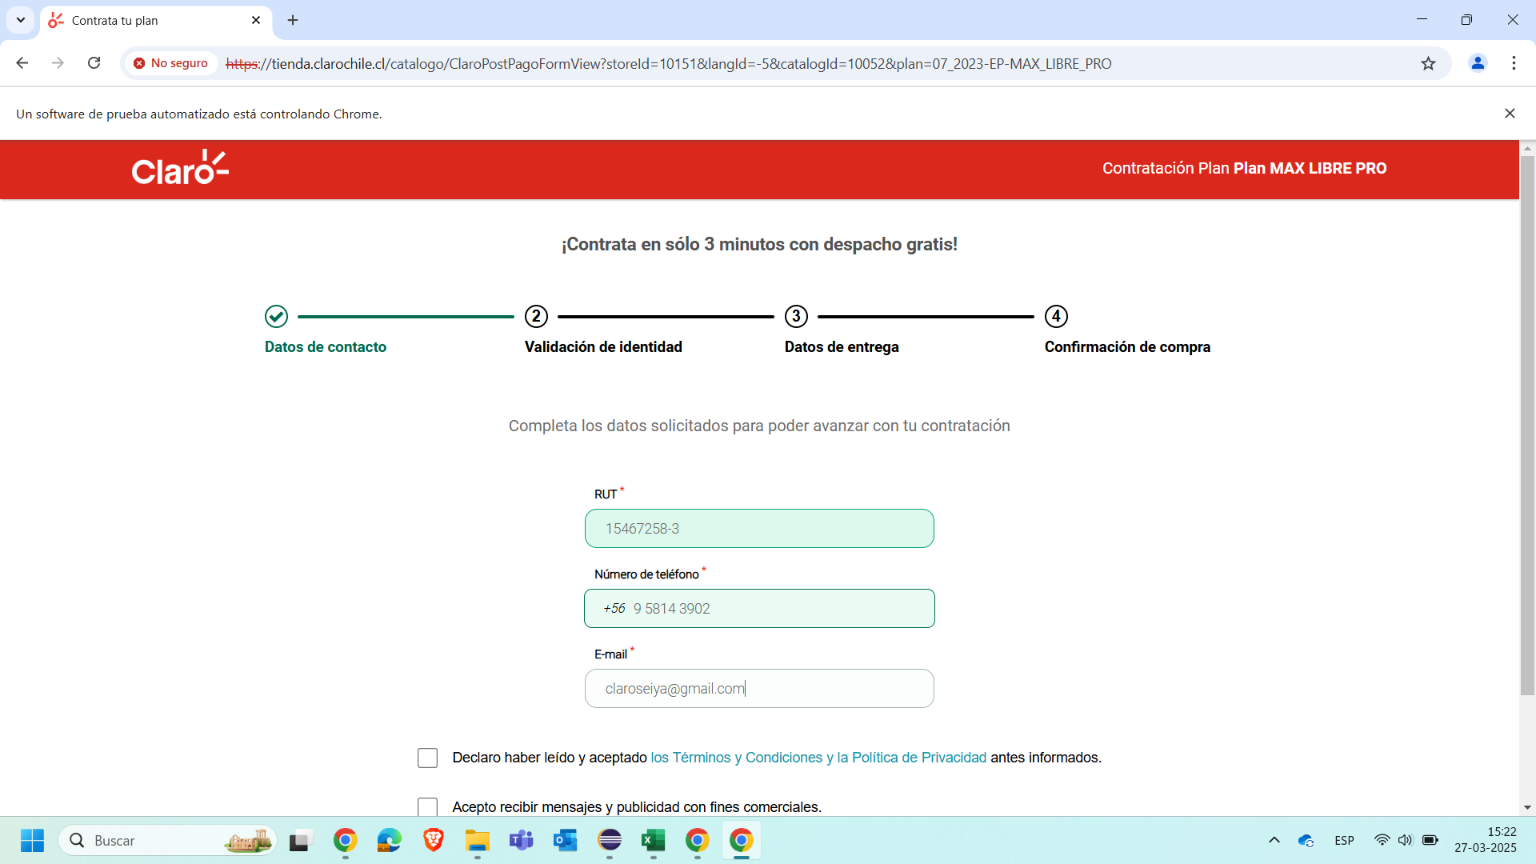 Contrata tu plan
No seguro
https://tienda.clarochile.cl/catalogo/ClaroPostPagoFormView?storeId=10151&langId=-5&catalogId=10052&plan=07_2023-EP-MAX_LIBRE_PRO
Un software de prueba automatizado está controlando Chrome.
Claro
Contratación Plan Plan MAX LIBRE PRO
¡Contrata en sólo 3 minutos con despacho gratis!
2 3 4
Datos de contacto Validación de identidad Datos de entrega Confirmación de compra
Completa los datos solicitados para poder avanzar con tu contratación
RUT *
15467258-3
Número de teléfono *
+56 9 5814 3902
E-mail *
claroseiya@gmail.com
Declaro haber leído y aceptado los Términos y Condiciones y la Política de Privacidad antes informados.
Acepto recibir mensajes y publicidad con fines comerciales.
Buscar
ESP
15:22
27-03-2025